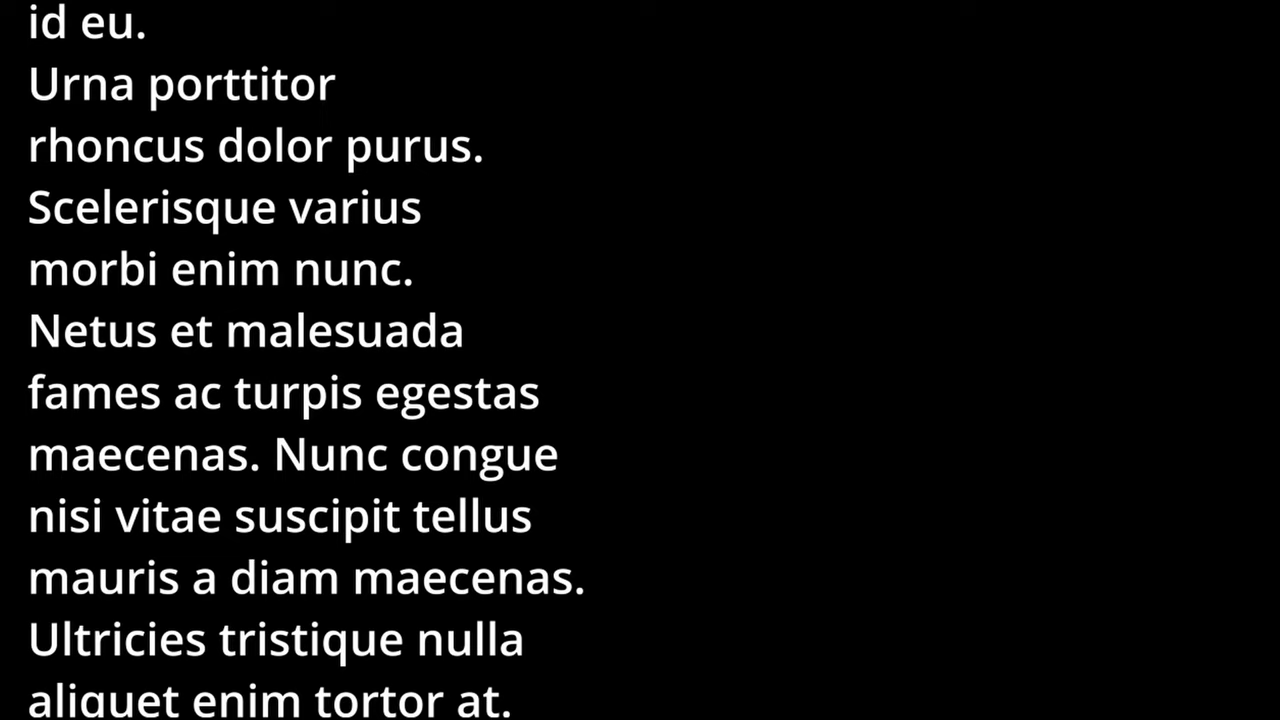 id eu.
Urna porttitor
rhoncus dolor purus.
Scelerisque varius
morbi enim nunc.
Netus et malesuada
fames ac turpis egestas
maecenas. Nunc congue
nisi vitae suscipit tellus
mauris a diam maecenas.
Ultricies tristique nulla
aliquet enim tortor at.